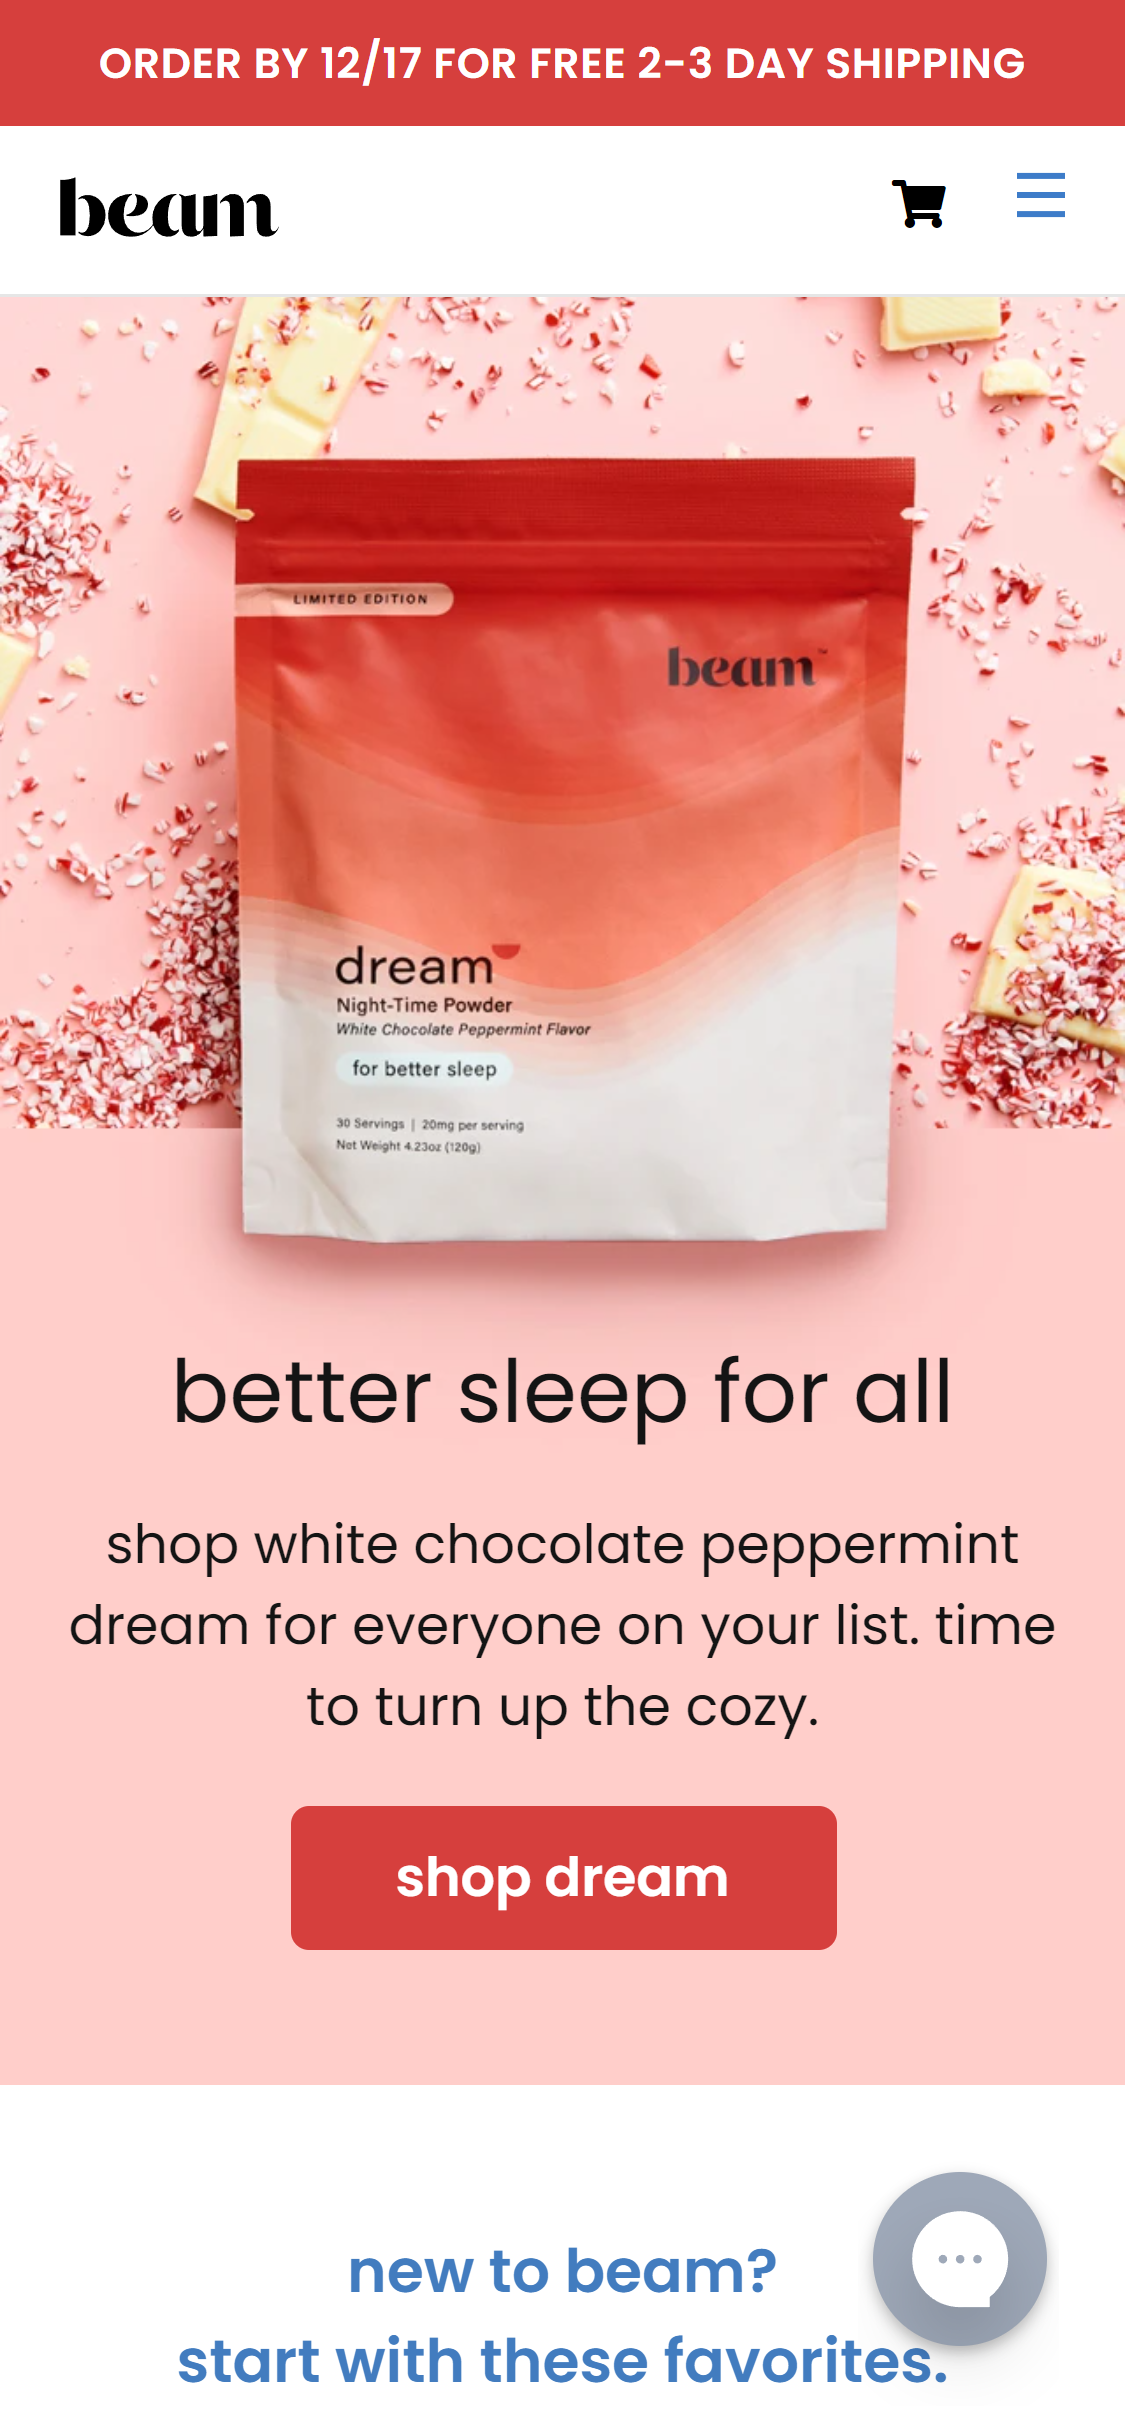 ORDER BY 12/17 FOR FREE 2-3 DAY SHIPPING
beam
LIMITED EDITION
beam™
dream
Night-Time Powder
White Chocolate Peppermint Flavor
for better sleep
30 Servings | 20mg per serving
Net Weight 4.23oz (120g)
better sleep for all
shop white chocolate peppermint
dream for everyone on your list. time
to turn up the cozy.
shop dream
new to beam?
start with these favorites.